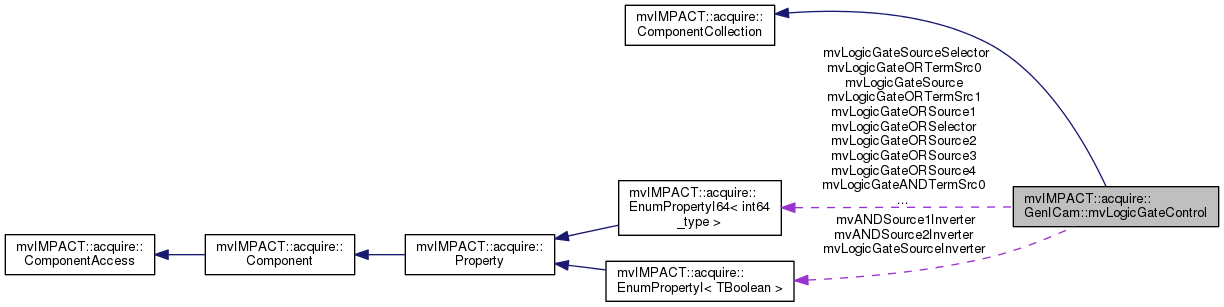 mvIMPACT::acquire::
ComponentCollection
mvLogicGateSourceSelector
mvLogicGateORTermSrc0
mvLogicGateSource
mvLogicGateORTermSrc1
mvLogicGateORSource1
mvLogicGateORSelector
mvLogicGateORSource2
mvLogicGateORSource3
mvLogicGateORSource4
mvLogicGateANDTermSrc0
...
mvIMPACT::acquire::
EnumPropertyI64< int64
_type >
mvIMPACT::acquire::
GenICam::mvLogicGateControl
mvANDSource1Inverter
mvANDSource2Inverter
mvLogicGateSourceInverter
mvIMPACT::acquire::
ComponentAccess
mvIMPACT::acquire::
Component
mvIMPACT::acquire::
Property
mvIMPACT::acquire::
EnumPropertyI< TBoolean >